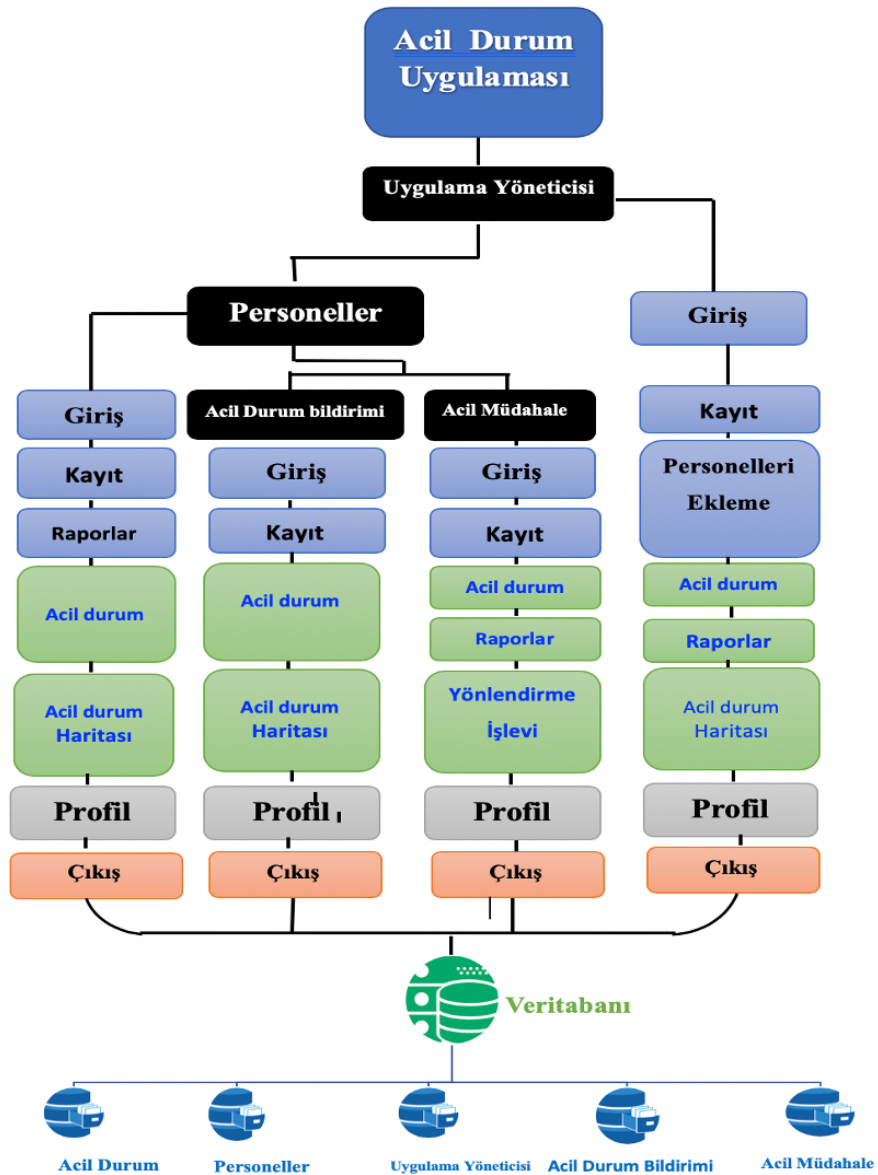 Acil Durum
Uygulaması
Uygulama Yöneticisi
Personeller
Giriş
Giriş
Acil Durum bildirimi
Acil Müdahale
Kayıt
Kayıt
Giriş
Giriş
Personelleri
Ekleme
Raporlar
Kayıt
Kayıt
Acil durum
Acil durum
Acil durum
Acil durum
Raporlar
Raporlar
Acil durum
Haritası
Acil durum
Haritası
Yönlendirme
İşlevi
Acil durum
Haritası
Profil
Profil
Profil
Profil
Çıkış
Çıkış
Çıkış
Çıkış
Veritabanı
Acil Durum
Personeller
Uygulama Yöneticisi
Acil Durum Bildirimi
Acil Müdahale